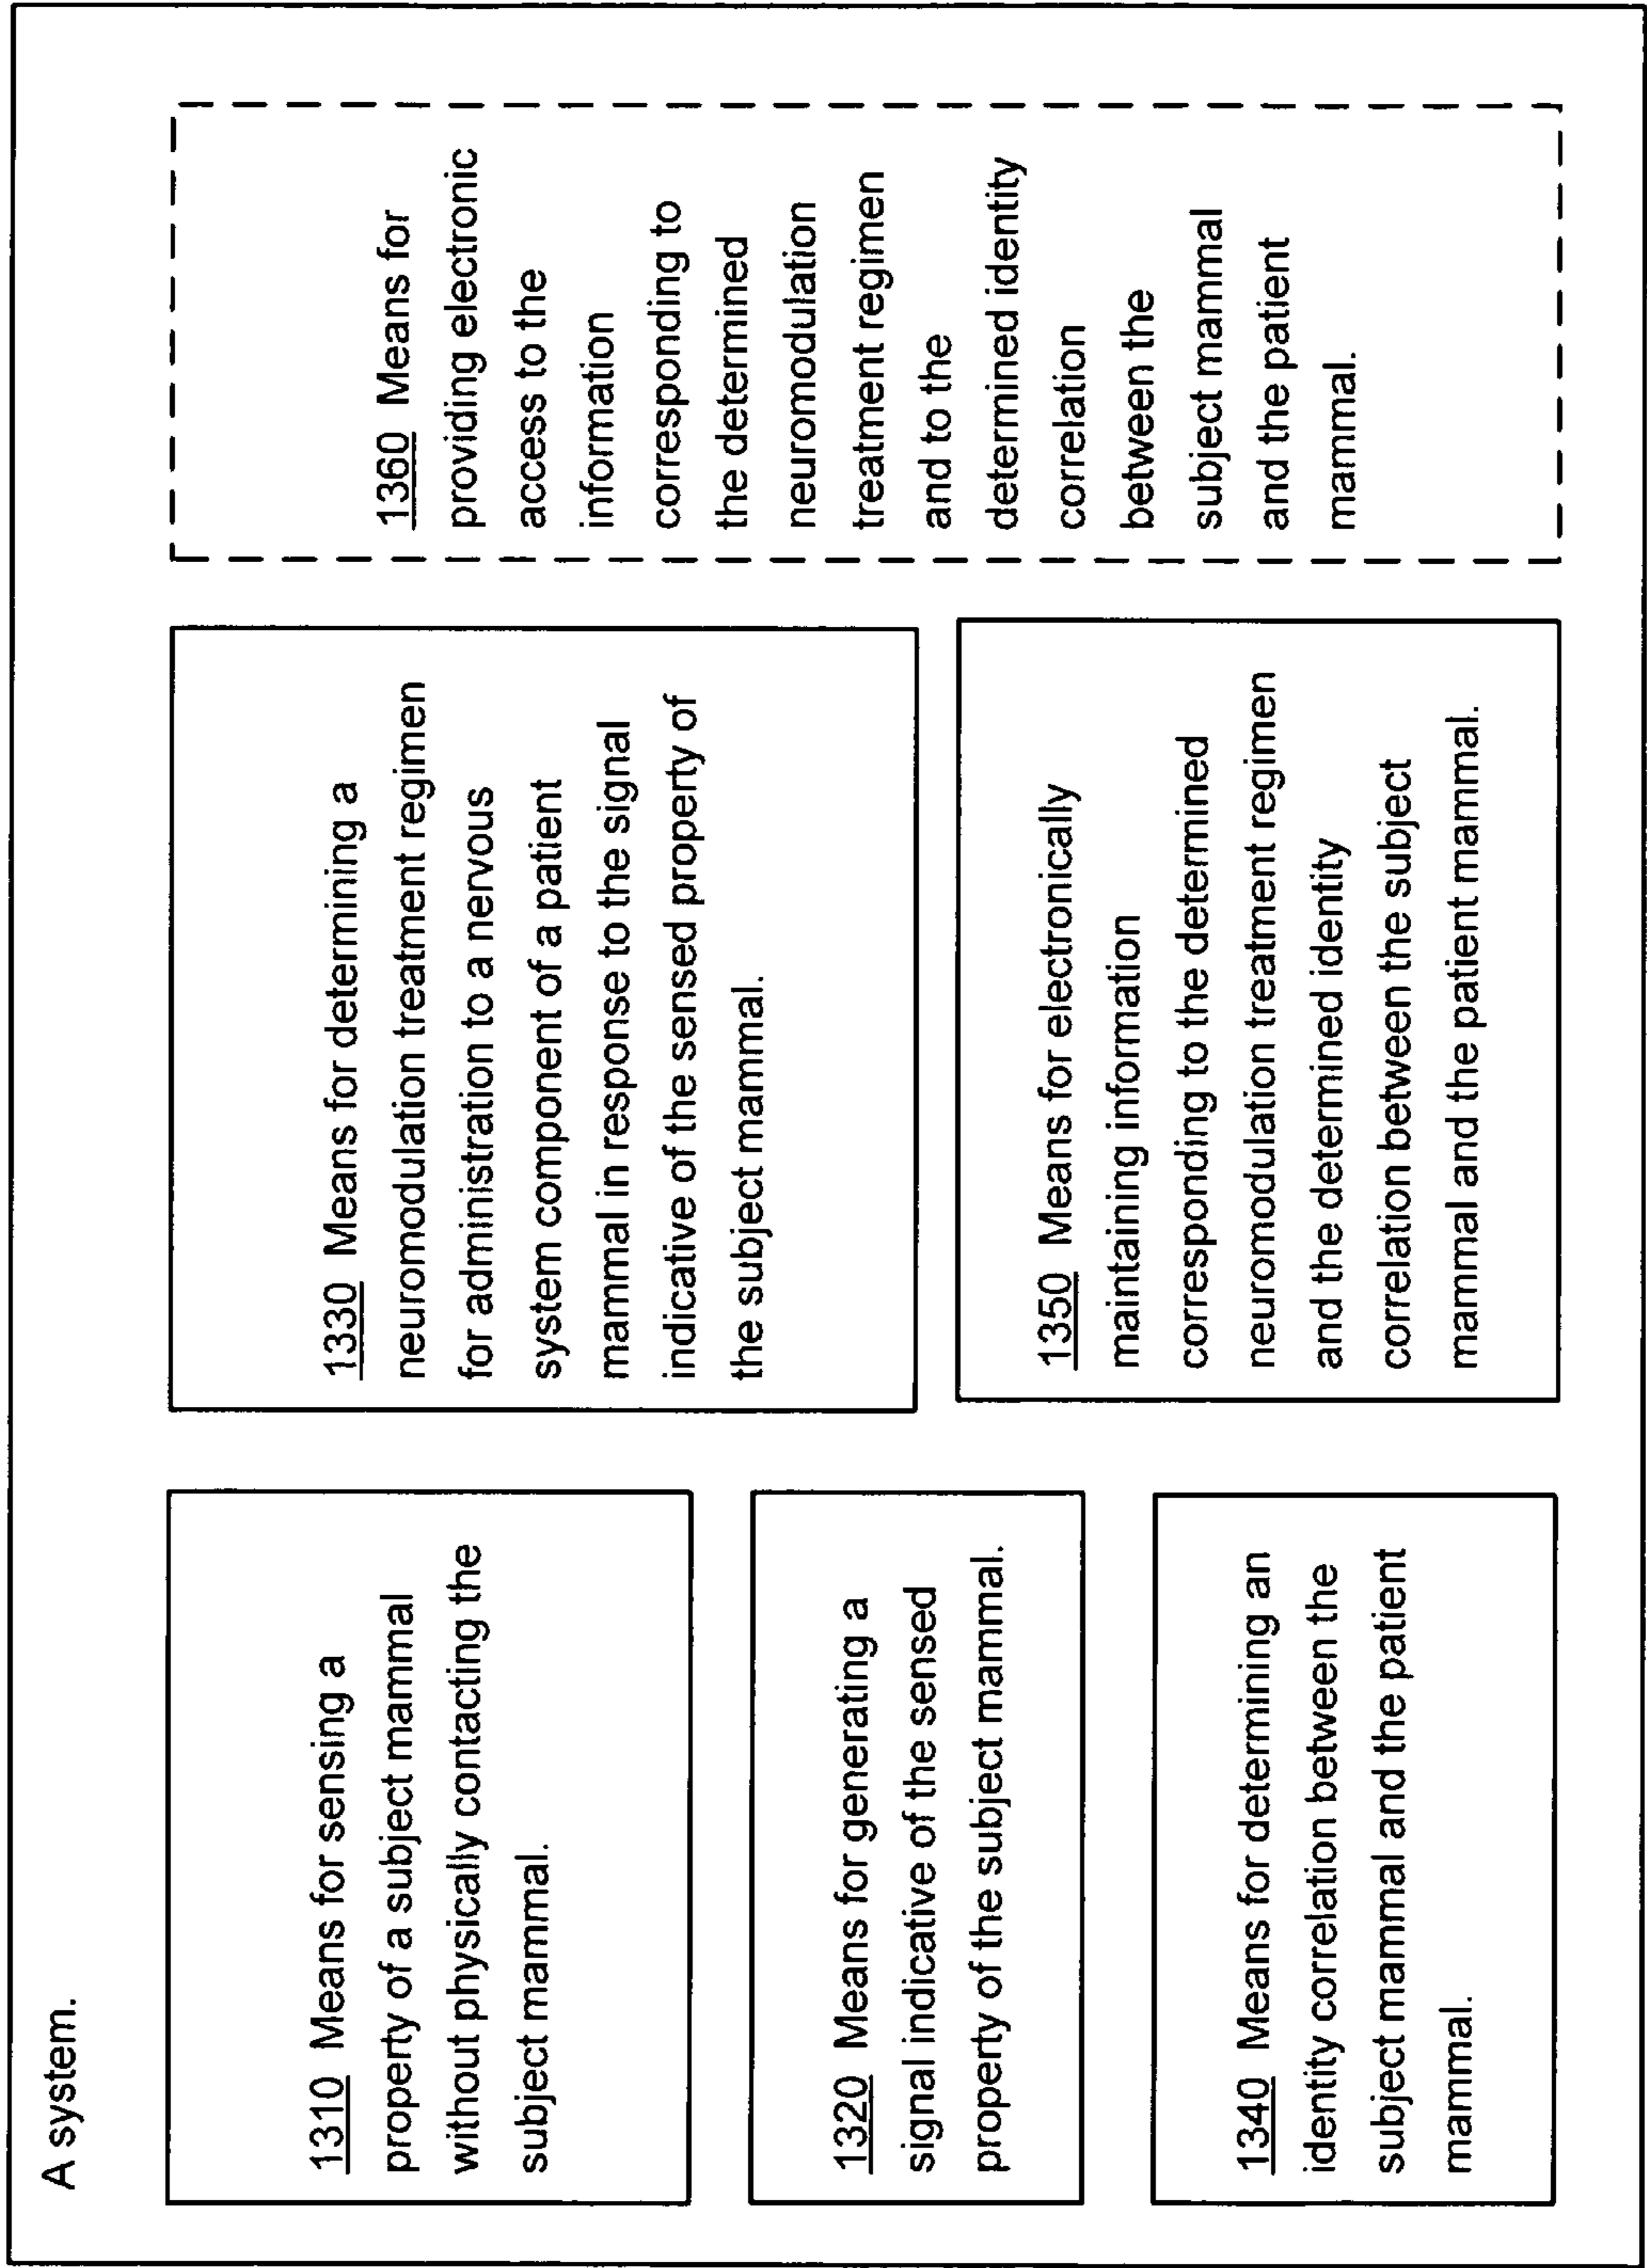 A system.
1310 Means for sensing a
property of a subject mammal
without physically contacting the
subject mammal.
1320 Means for generating a
signal indicative of the sensed
property of the subject mammal.
1340 Means for determining an
identity correlation between the
subject mammal and the patient
mammal.
1330 Means for determining a
neuromodulation treatment regimen
for administration to a nervous
system component of a patient
mammal in response to the signal
indicative of the sensed property of
the subject mammal.
1350 Means for electronically
maintaining information
corresponding to the determined
neuromodulation treatment regimen
and the determined identity
correlation between the subject
mammal and the patient mammal.
1360 Means for
providing electronic
access to the
information
corresponding to
the determined
neuromodulation
treatment regimen
and to the
determined identity
correlation
between the
subject mammal
and the patient
mammal.